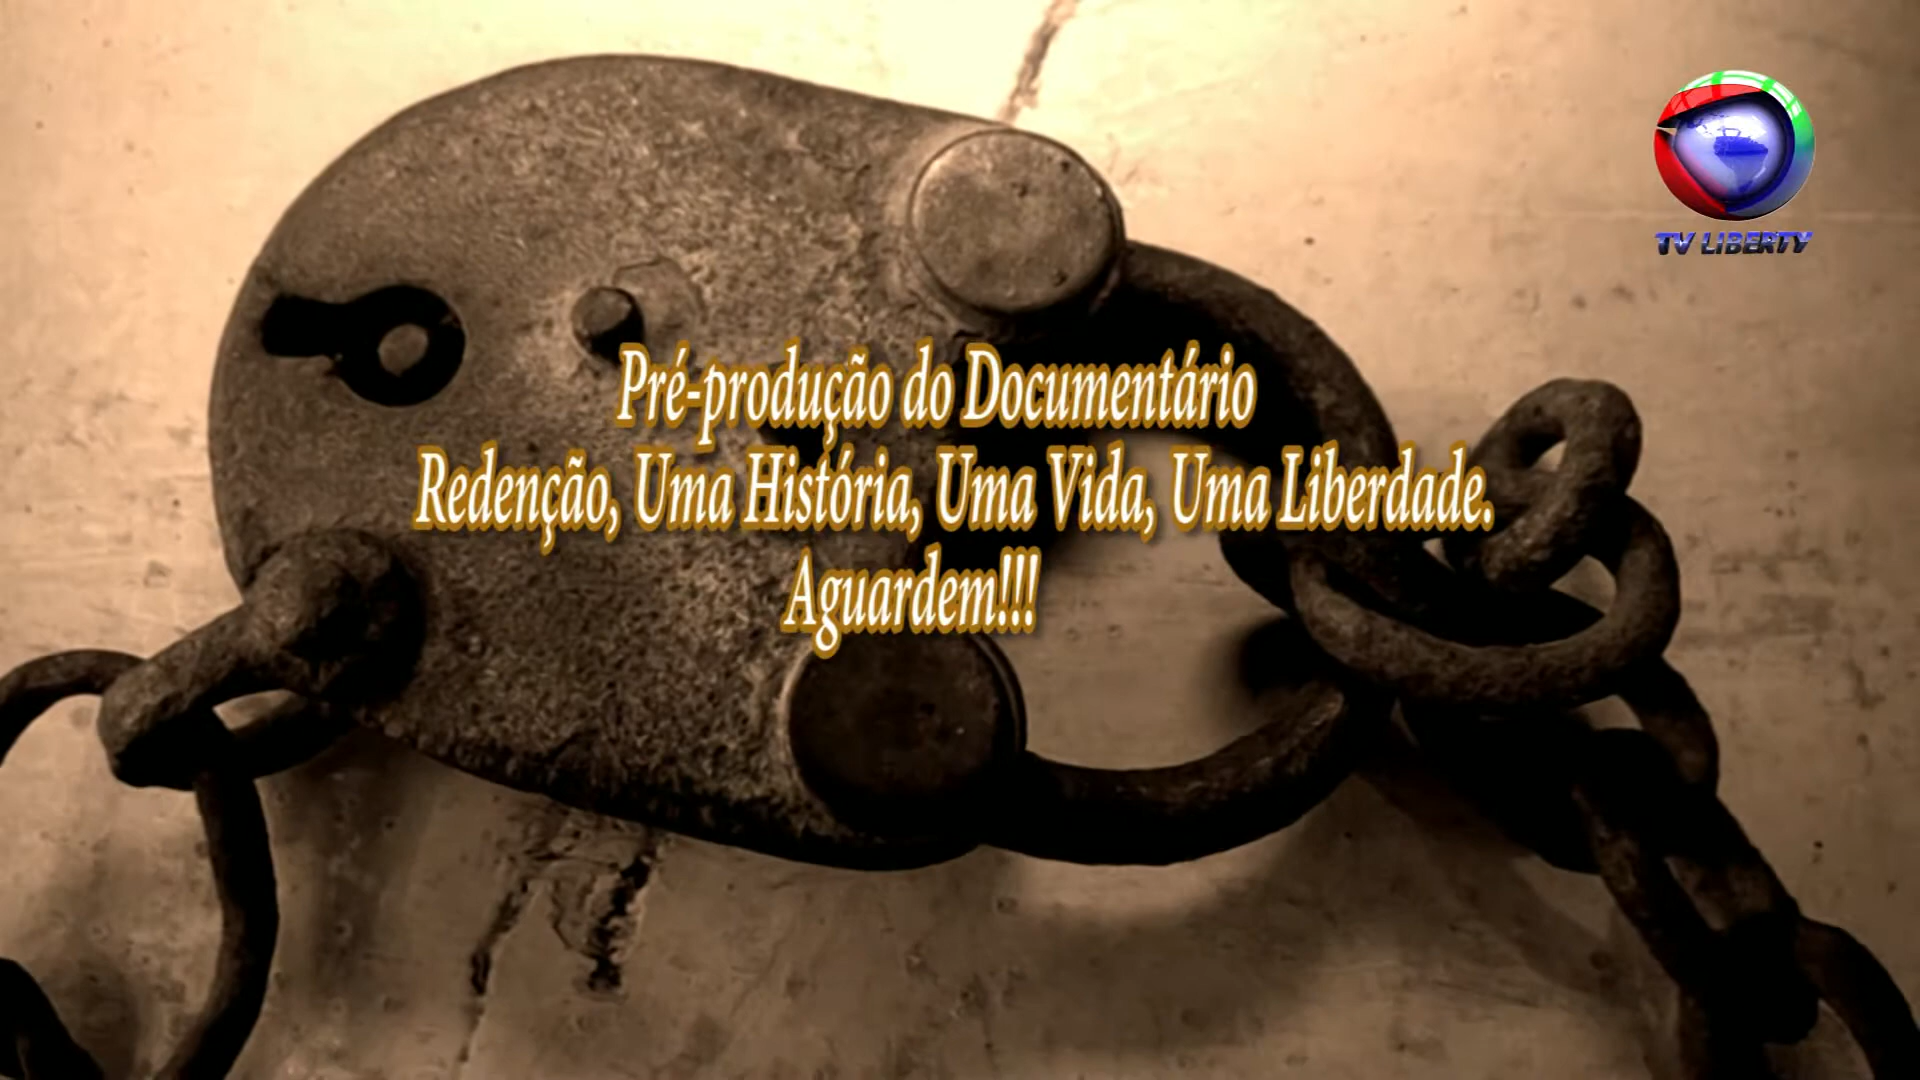 TV LIBERTY
Pré-produção do Documentário
Redenção, Uma História, Uma Vida, Uma Liberdade.
Aguardem!!!